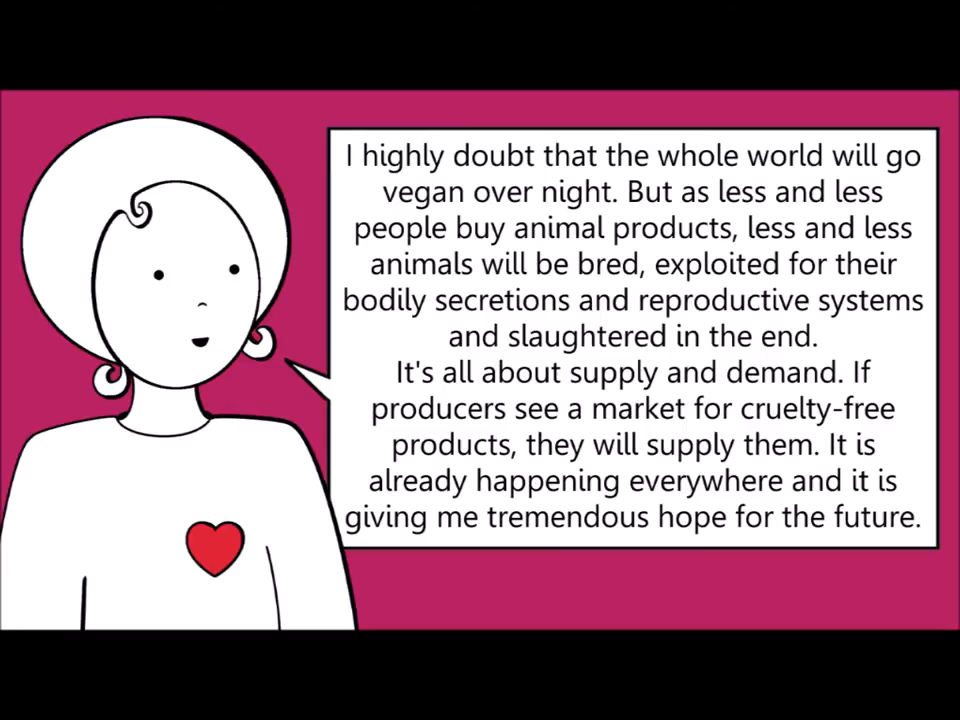 I highly doubt that the whole world will go
vegan over night. But as less and less
people buy animal products, less and less
animals will be bred, exploited for their
bodily secretions and reproductive systems
and slaughtered in the end.
It's all about supply and demand. If
producers see a market for cruelty-free
products, they will supply them. It is
already happening everywhere and it is
giving me tremendous hope for the future.